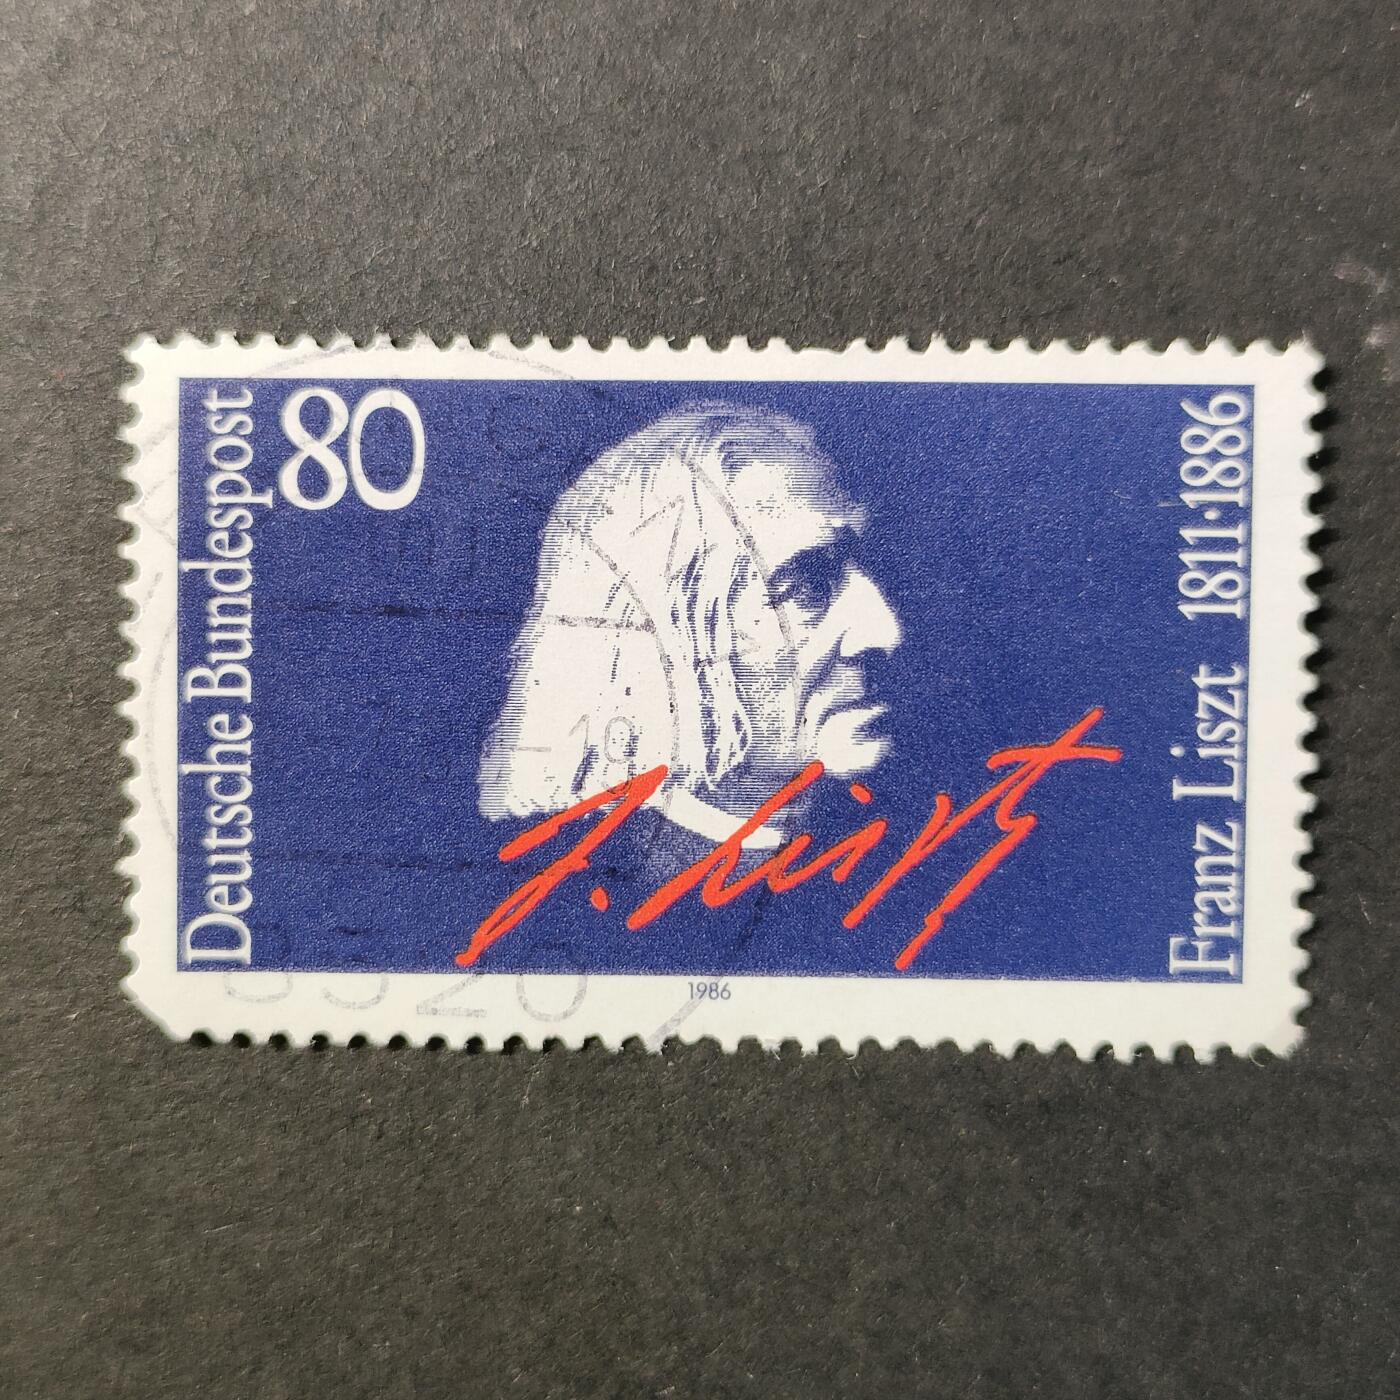 Deutsche Bundespost
80
F. Liszt
Franz Liszt 1811·1886
1986